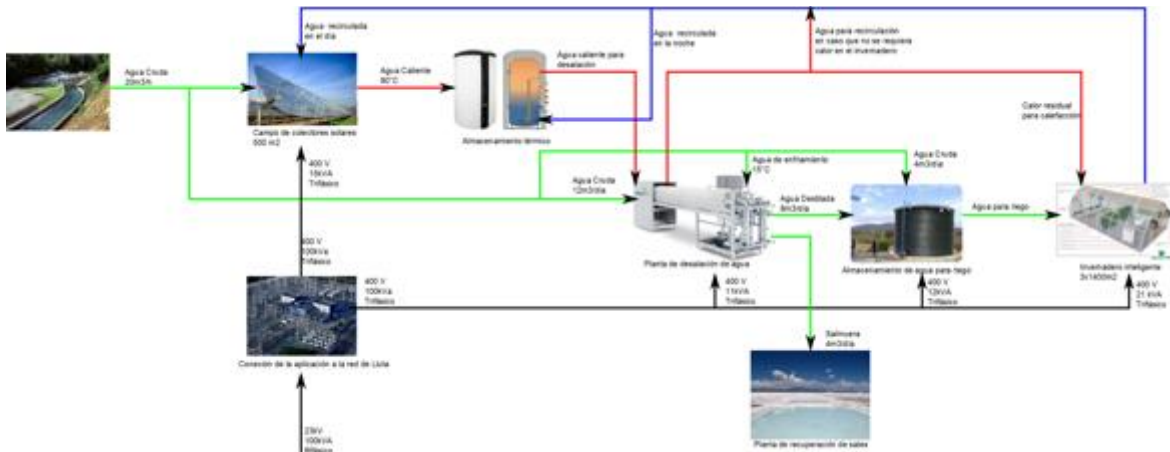 Agua recirculada
en el día
Agua recirculada
en la noche
Agua para recirculación
en caso que no se requiera
calor en el invernadero
Agua Cruda
20m3/h
Agua Caliente
90°C
Agua caliente para
desalación
Campo de colectores solares
500 m2
Almacenamiento térmico
Calor residual
para calefacción
400 V
15kVA
Trifásico
Agua Cruda
12m3/día
Agua de enfriamiento
15°C
Agua Cruda
4m3/día
Agua Destilada
8m3/día
Agua para riego
Planta de desalación de agua
Almacenamiento de agua para riego
Invernadero inteligente
3x1400m2
400 V
100kVa
Trifásico
400 V
100kVa
Trifásico
400 V
11kVA
Trifásico
400 V
12kVA
Trifásico
400 V
21 kVA
Trifásico
Conexión de la aplicación a la red de Lluta
Salmuera
4m3/día
23kV
100kVA
Planta de recuperación de sales